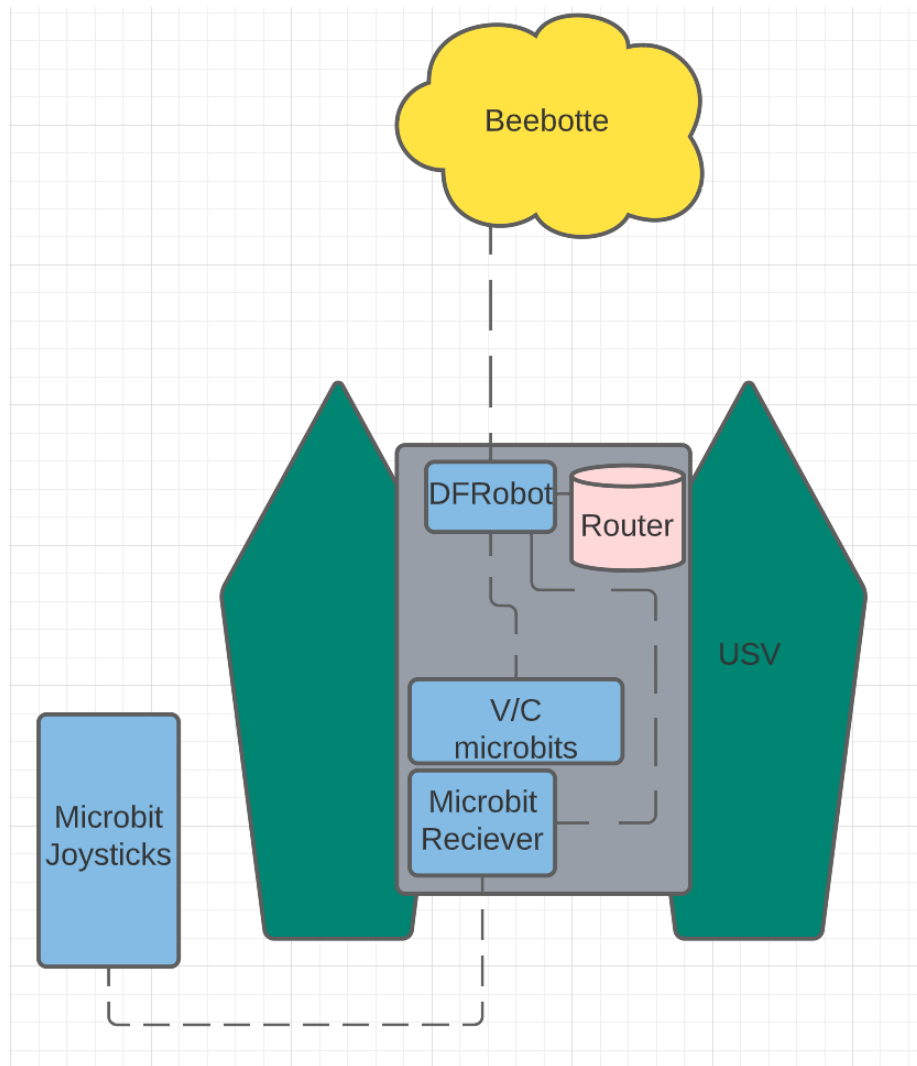 Beebotte
DFRobot
Router
USV
V/C
microbits
Microbit
Reciever
Microbit
Joysticks